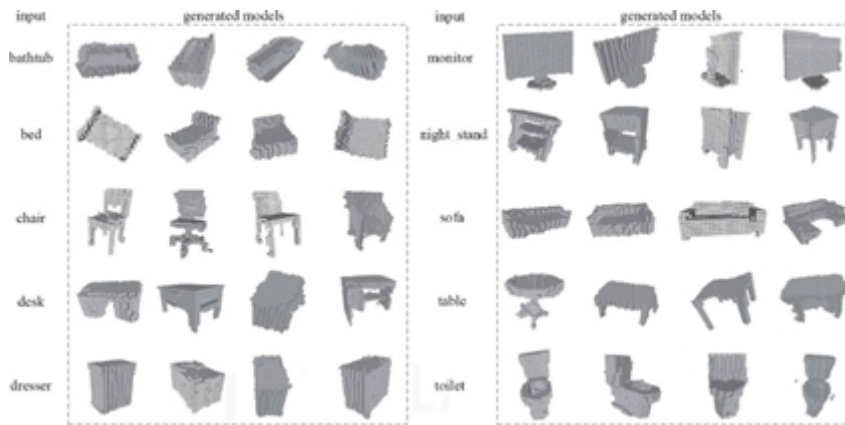 input generated models
bathtub
bed
chair
desk
dresser
input generated models
monitor
night_stand
sofa
table
toilet